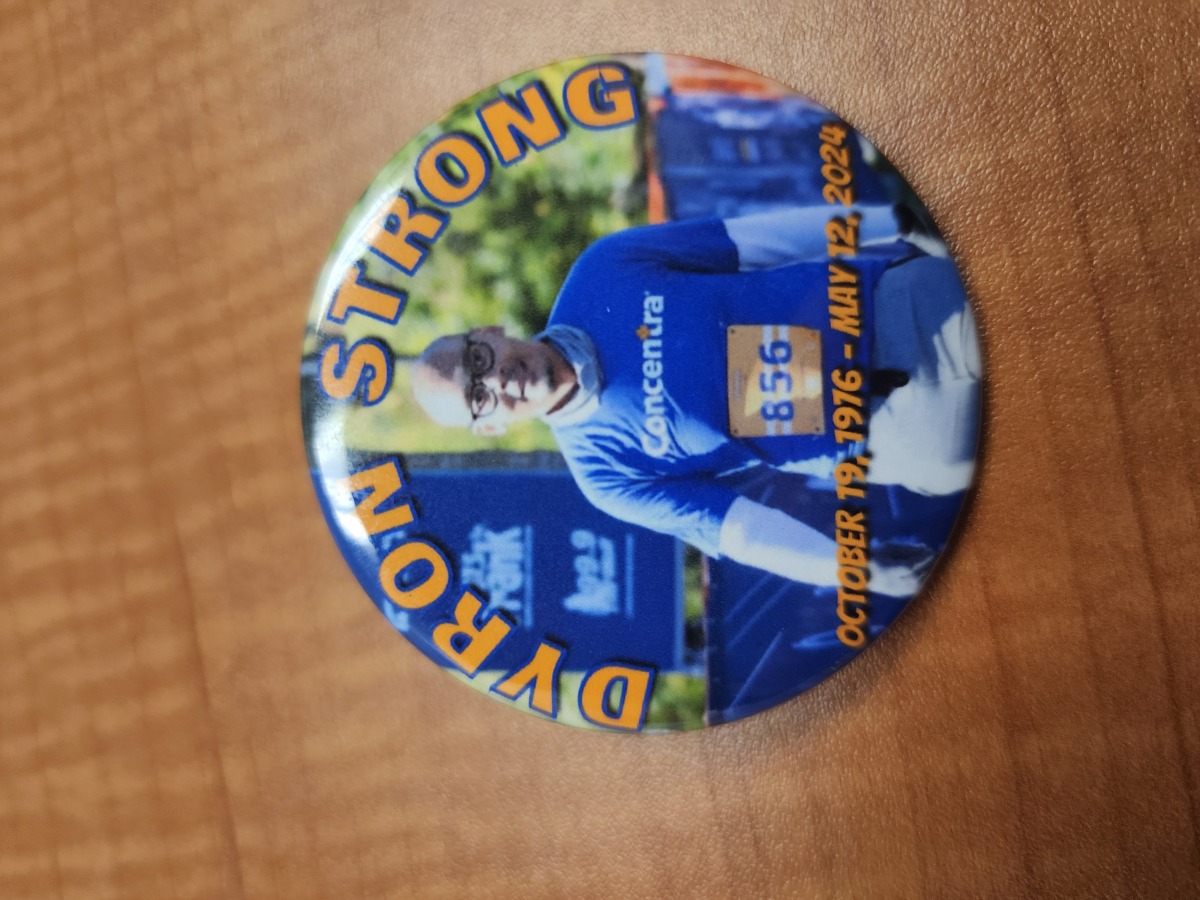 DYRON STRONG
Concentra
856
OCTOBER 19, 1976 - MAY 12, 2024